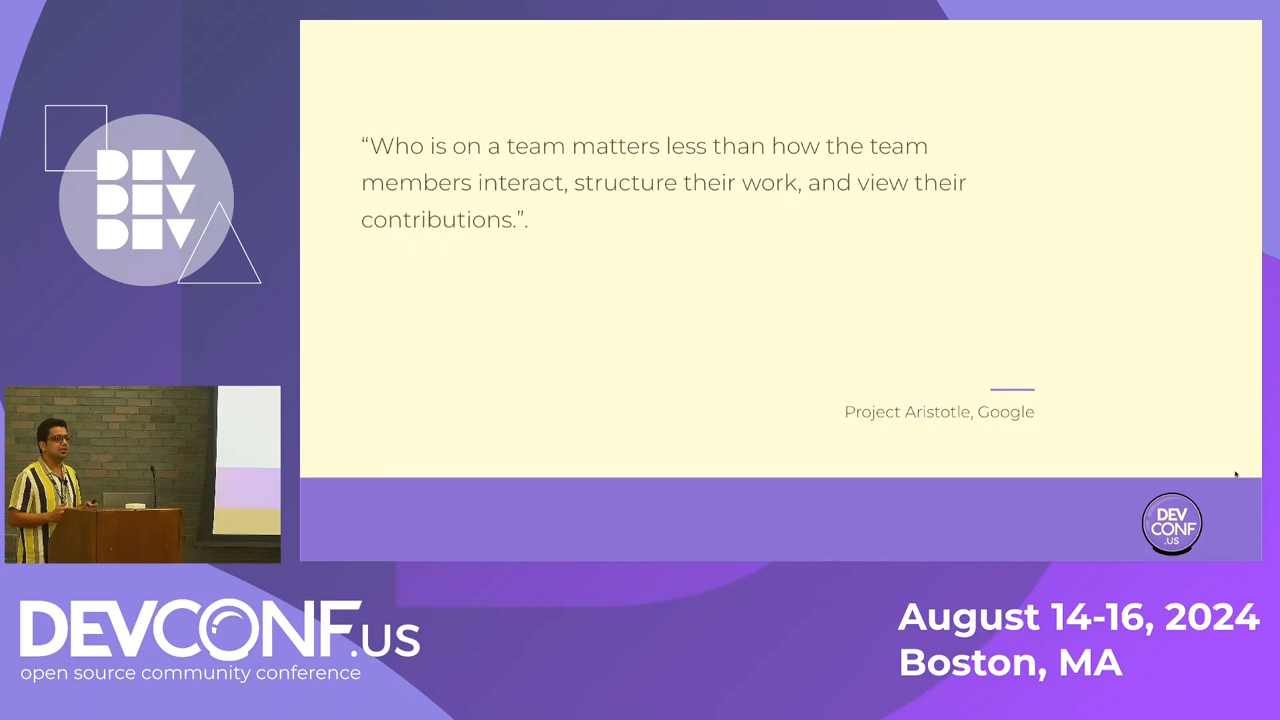 DEV
DEV
DEV
“Who is on a team matters less than how the team
members interact, structure their work, and view their
contributions.”.
Project Aristotle, Google
DEV
CONF
.US
DEVCONF.US
open source community conference
August 14-16, 2024
Boston, MA